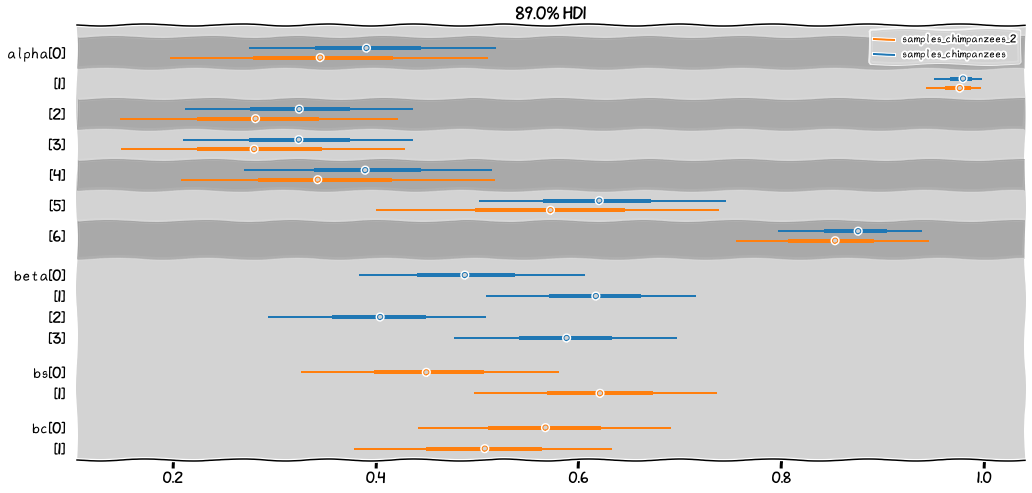 89.0% HDI
samples_chimpanzees_2
samples_chimpanzees
alpha[0]
[1]
[2]
[3]
[4]
[5]
[6]
beta[0]
[1]
[2]
[3]
bs[0]
[1]
bc[0]
[1]
0.2 0.4 0.6 0.8 1.0